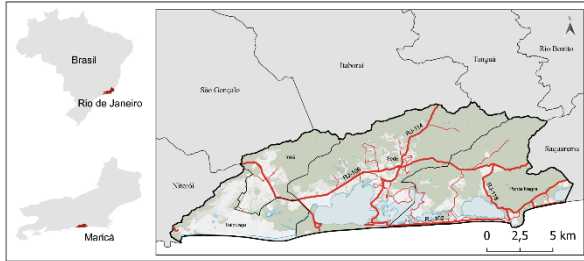 Brasil
Rio de Janeiro
Maricá
N
Rio Bonito
Tanguá
Itaboraí
São Gonçalo
RJ-114
Saquarema
Inoã
Sede
RJ-106
Niterói
Ponta Negra
RJ-118
Itaipuaçu
RJ-102
0 2,5 5 km